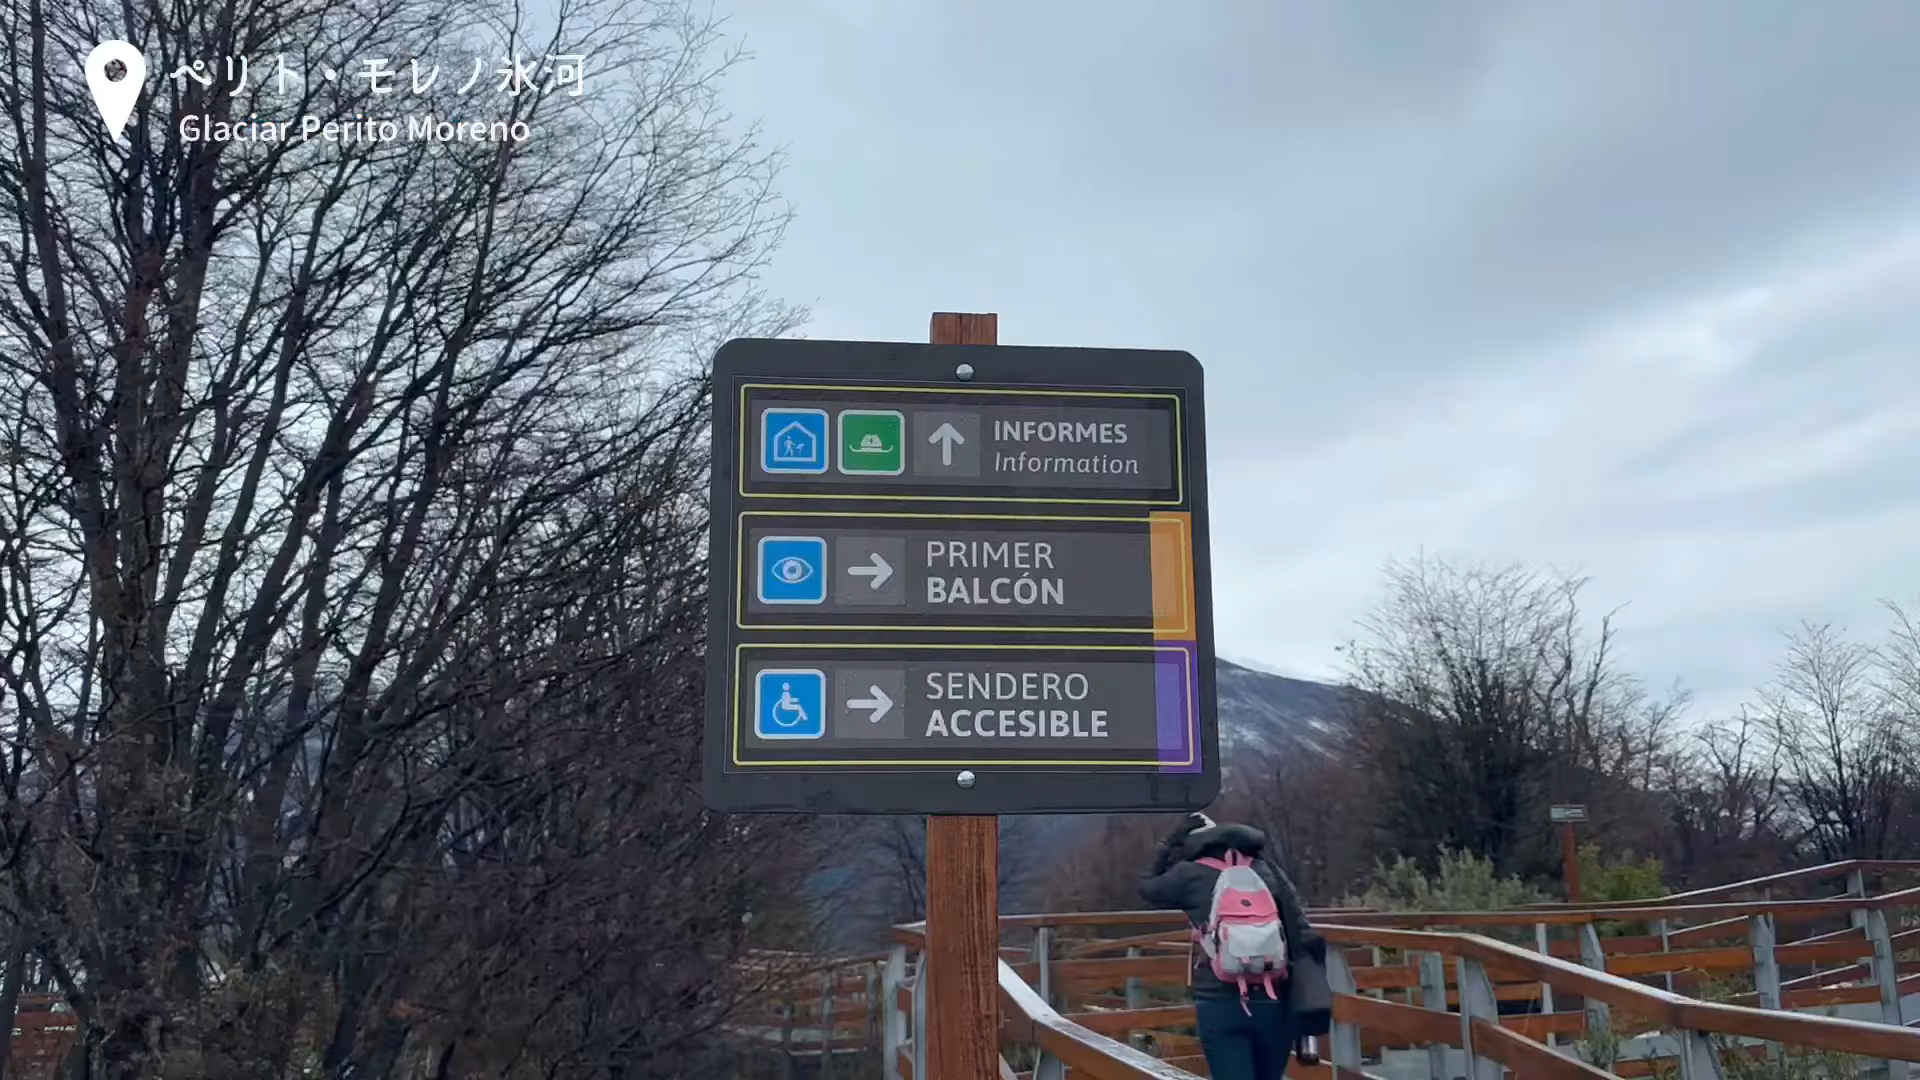 ペリト・モレノ氷河
Glaciar Perito Moreno
INFORMES
Information
PRIMER
BALCÓN
SENDERO
ACCESIBLE